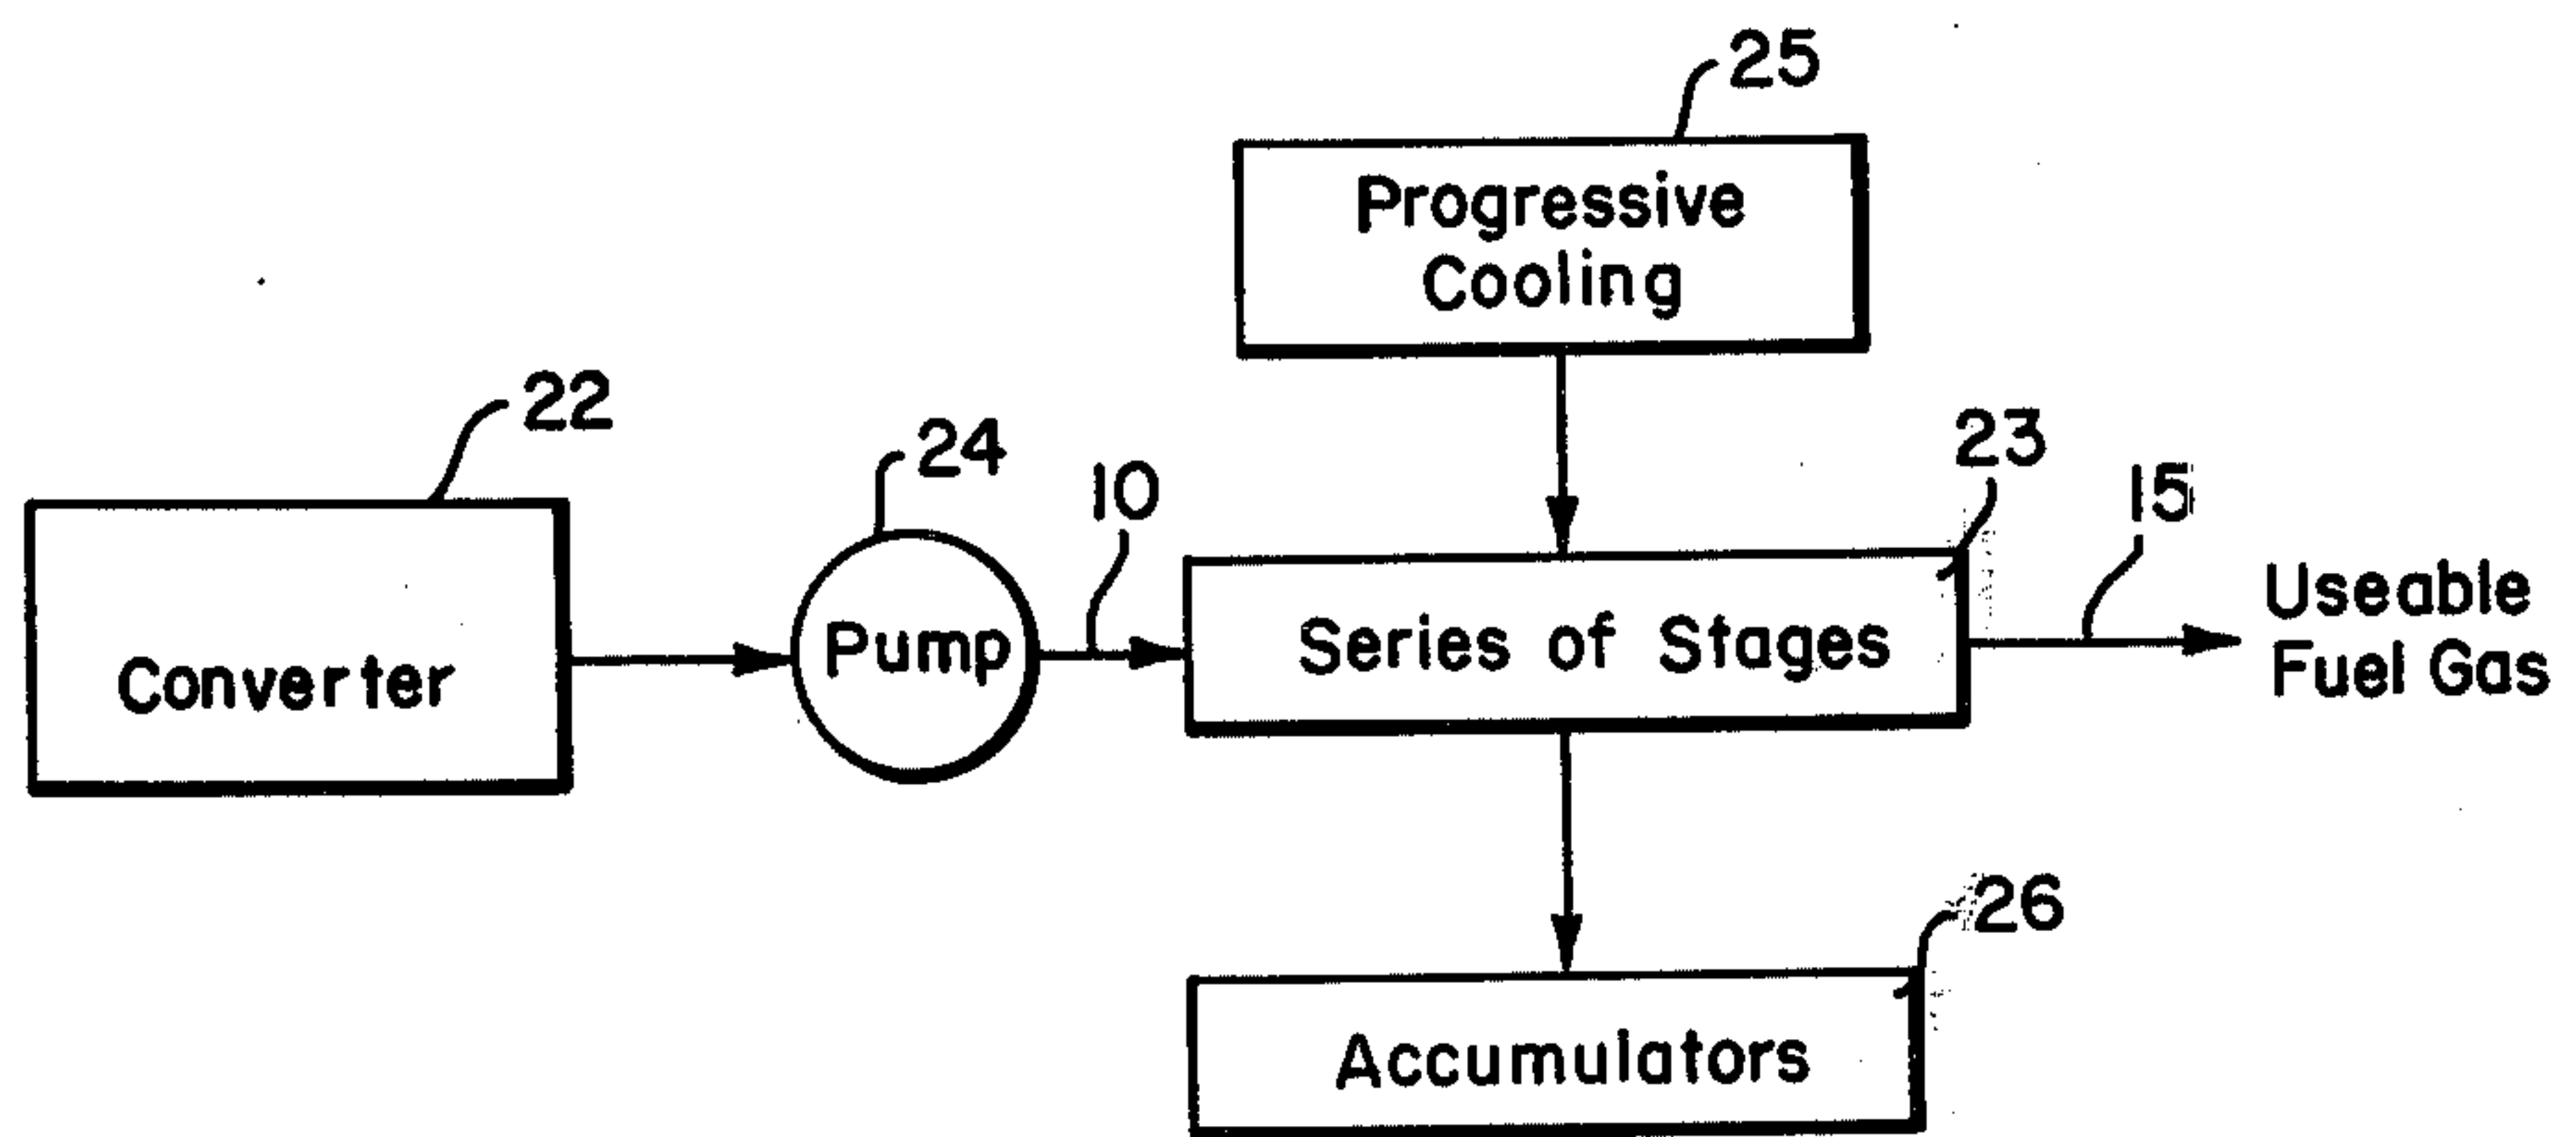 25
Progressive
Cooling
22
24
10
23
15
Converter
Pump
Series of Stages
Useable
Fuel Gas
26
Accumulators